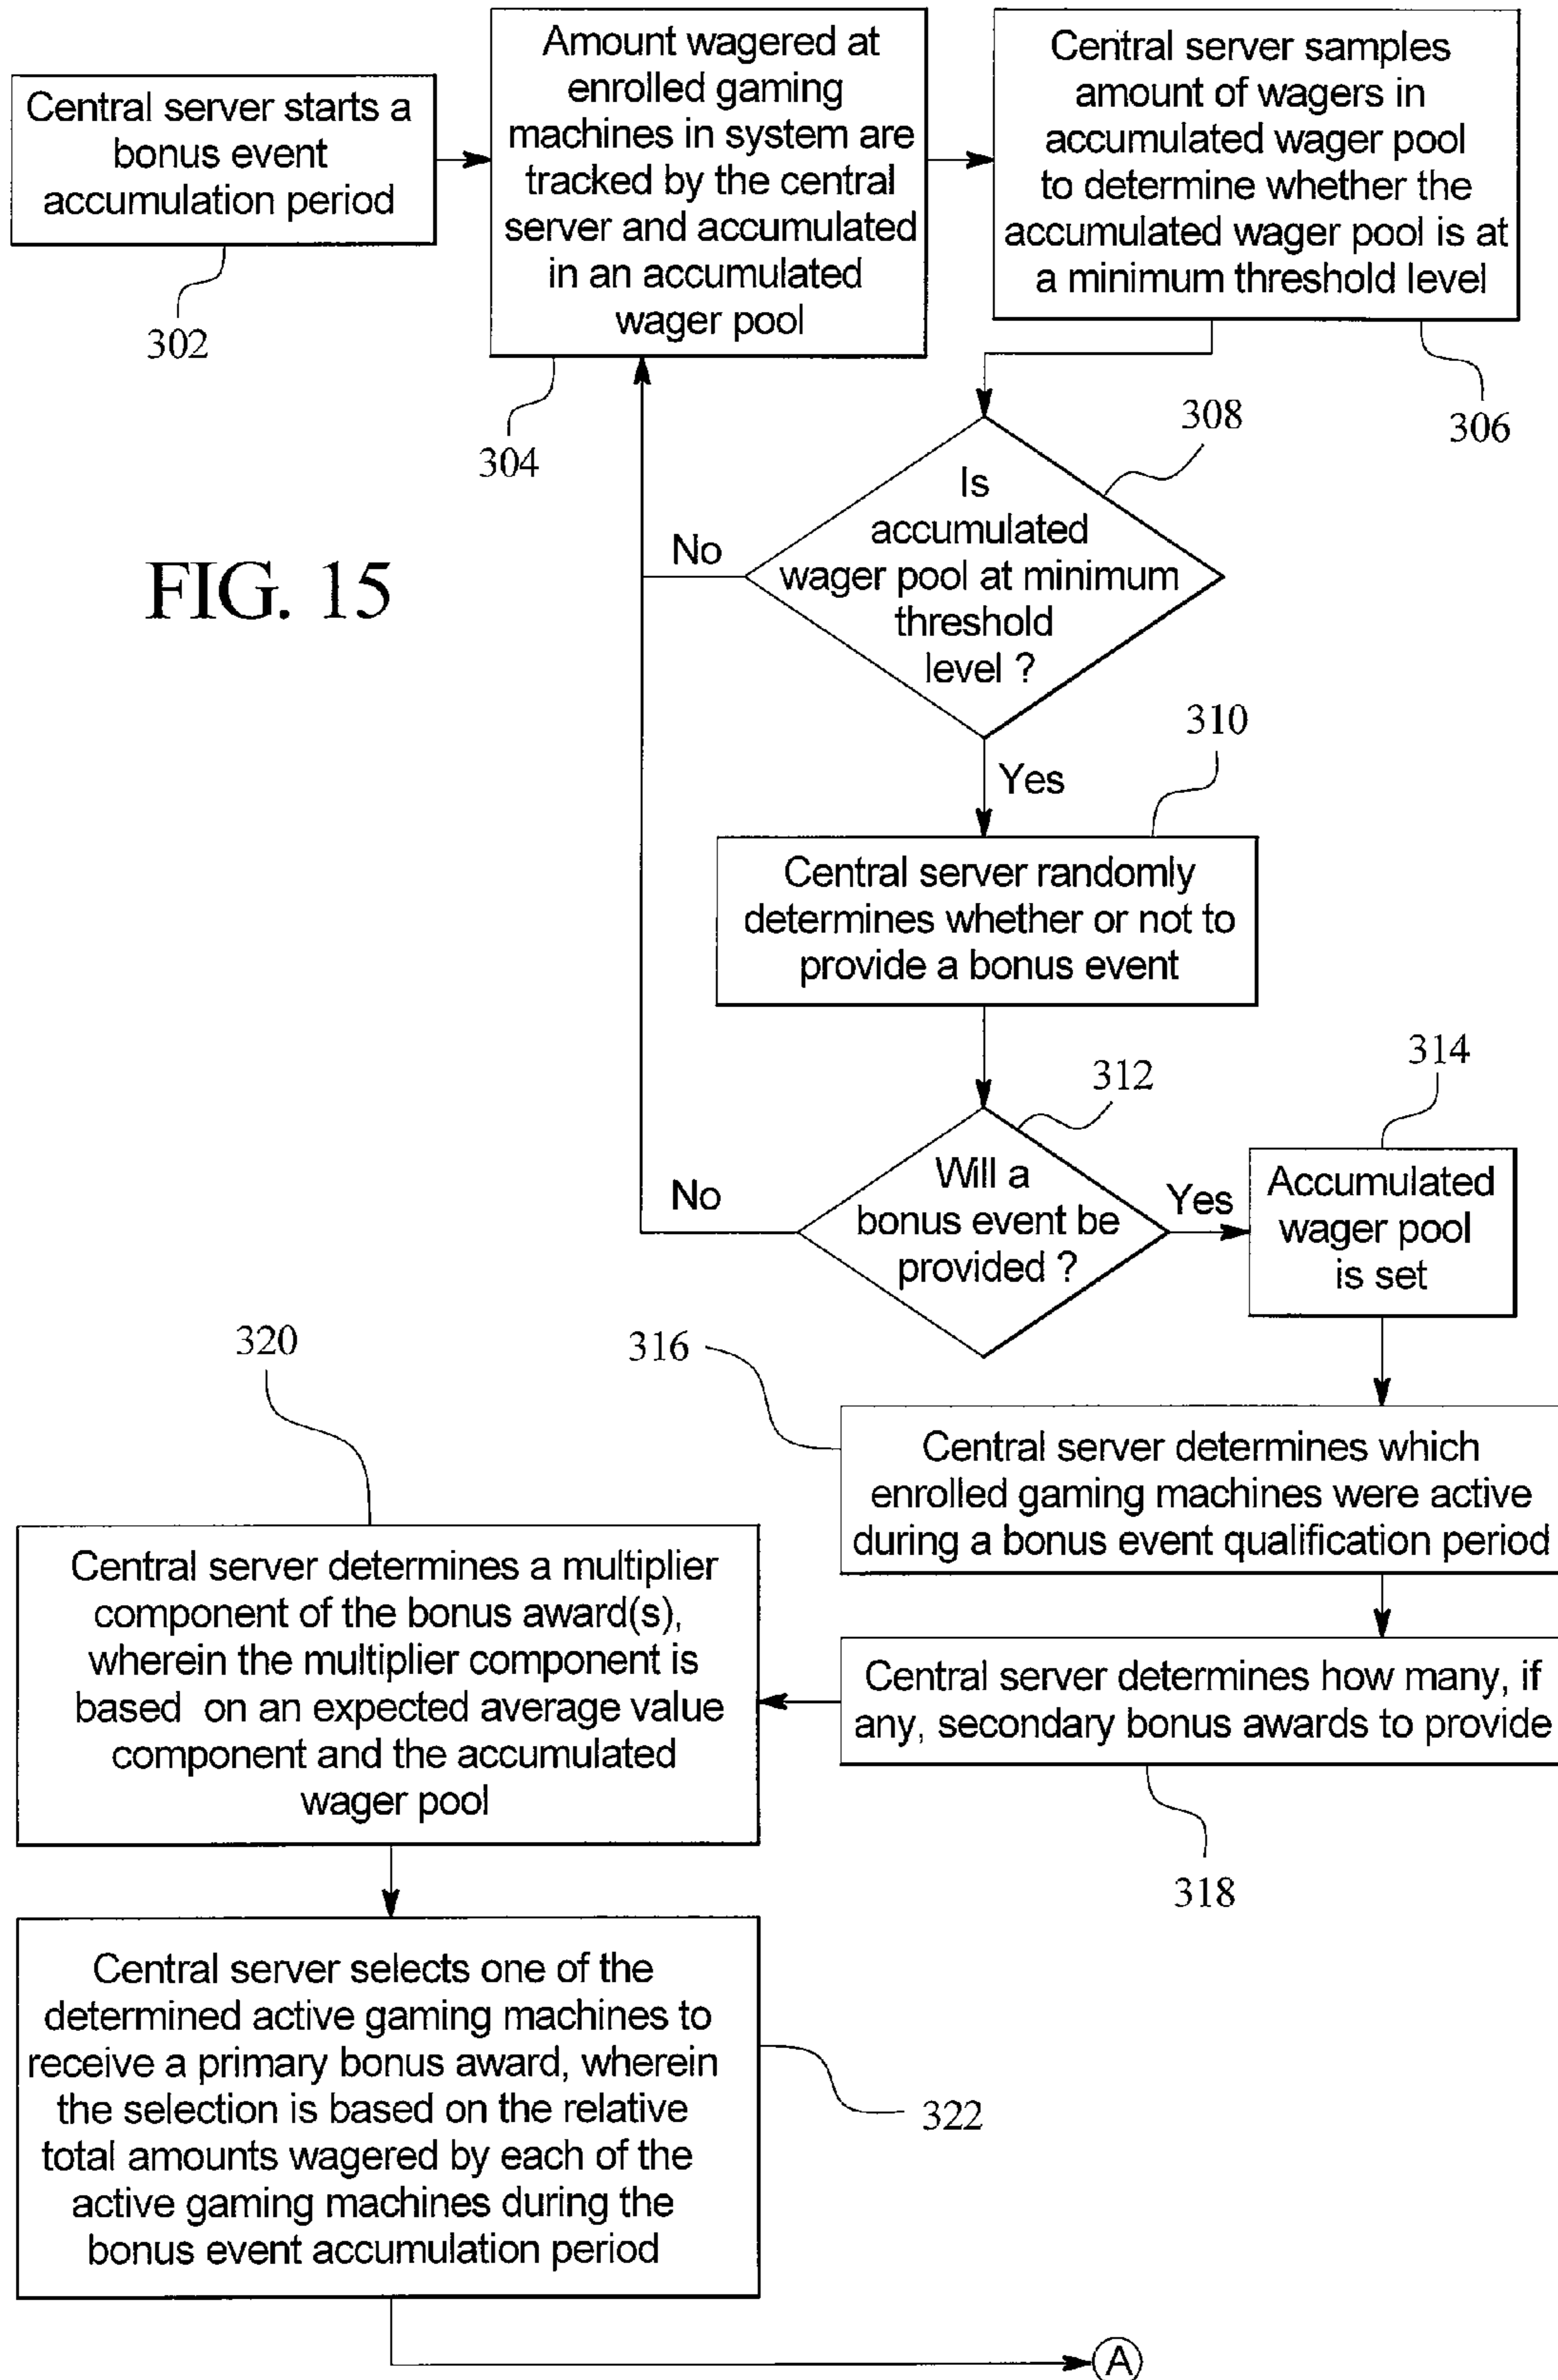 Central server starts a
bonus event
accumulation period
302
Amount wagered at
enrolled gaming
machines in system are
tracked by the central
server and accumulated
in an accumulated
wager pool
304
Central server samples
amount of wagers in
accumulated wager pool
to determine whether the
accumulated wager pool is at
a minimum threshold level
306
308
Is
accumulated
wager pool at minimum
threshold
level ?
No
FIG. 15
Yes
310
Central server randomly
determines whether or not to
provide a bonus event
312
Will a
bonus event be
provided ?
No
Yes
314
Accumulated
wager pool
is set
316
Central server determines which
enrolled gaming machines were active
during a bonus event qualification period
Central server determines how many, if
any, secondary bonus awards to provide
318
320
Central server determines a multiplier
component of the bonus award(s),
wherein the multiplier component is
based on an expected average value
component and the accumulated
wager pool
Central server selects one of the
determined active gaming machines to
receive a primary bonus award, wherein
the selection is based on the relative
total amounts wagered by each of the
active gaming machines during the
bonus event accumulation period
322
A